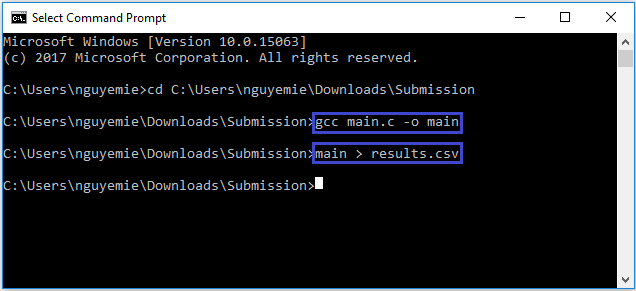 Select Command Prompt
Microsoft Windows [Version 10.0.15063]
(c) 2017 Microsoft Corporation. All rights reserved.
C:\Users\nguyemie>cd C:\Users\nguyemie\Downloads\Submission
C:\Users\nguyemie\Downloads\Submission>gcc main.c -o main
C:\Users\nguyemie\Downloads\Submission>main > results.csv
C:\Users\nguyemie\Downloads\Submission>